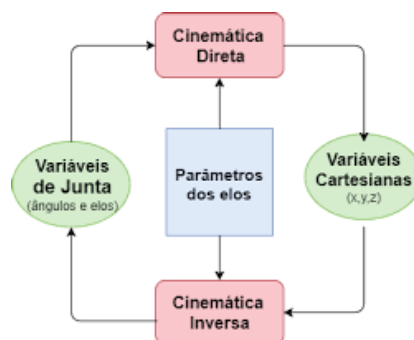 Cinemática
Direta
Variáveis
de Junta
(ângulos e elos)
Parâmetros
dos elos
Variáveis
Cartesianas
(x,y,z)
Cinemática
Inversa